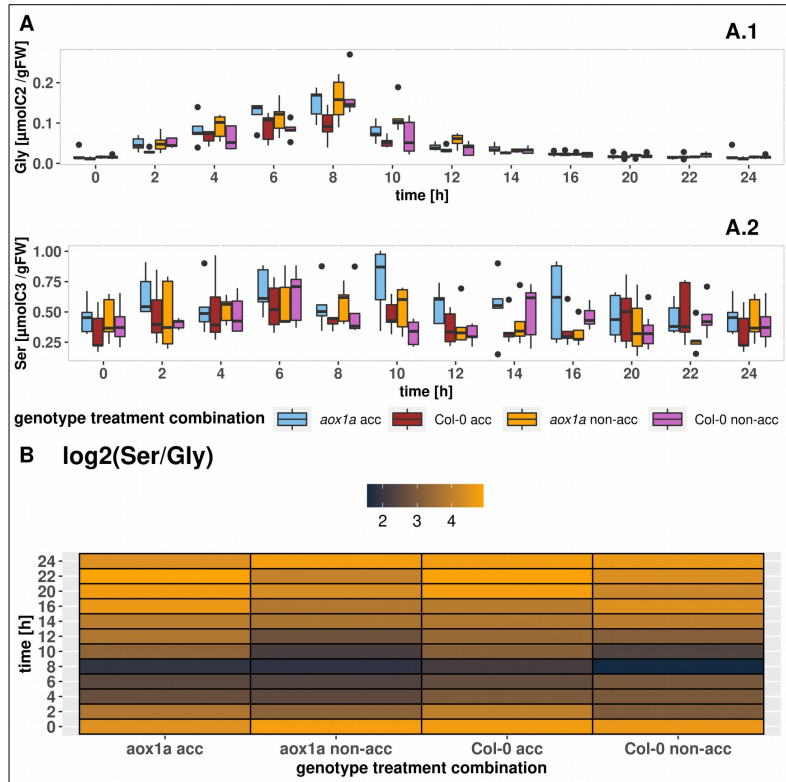 A
A.1
Gly [µmolC2 /gFW]
0.2
0.1
0.0
0 2 4 6 8 10 12 14 16 20 22 24
time [h]
A.2
Ser [µmolC3 /gFW]
1.00
0.75
0.50
0.25
0 2 4 6 8 10 12 14 16 20 22 24
time [h]
genotype treatment combination aox1a acc Col-0 acc aox1a non-acc Col-0 non-acc
B log2(Ser/Gly)
2 3 4
time [h]
24
22
20
16
14
12
10
8
6
4
2
0
aox1a acc aox1a non-acc Col-0 acc Col-0 non-acc
genotype treatment combination